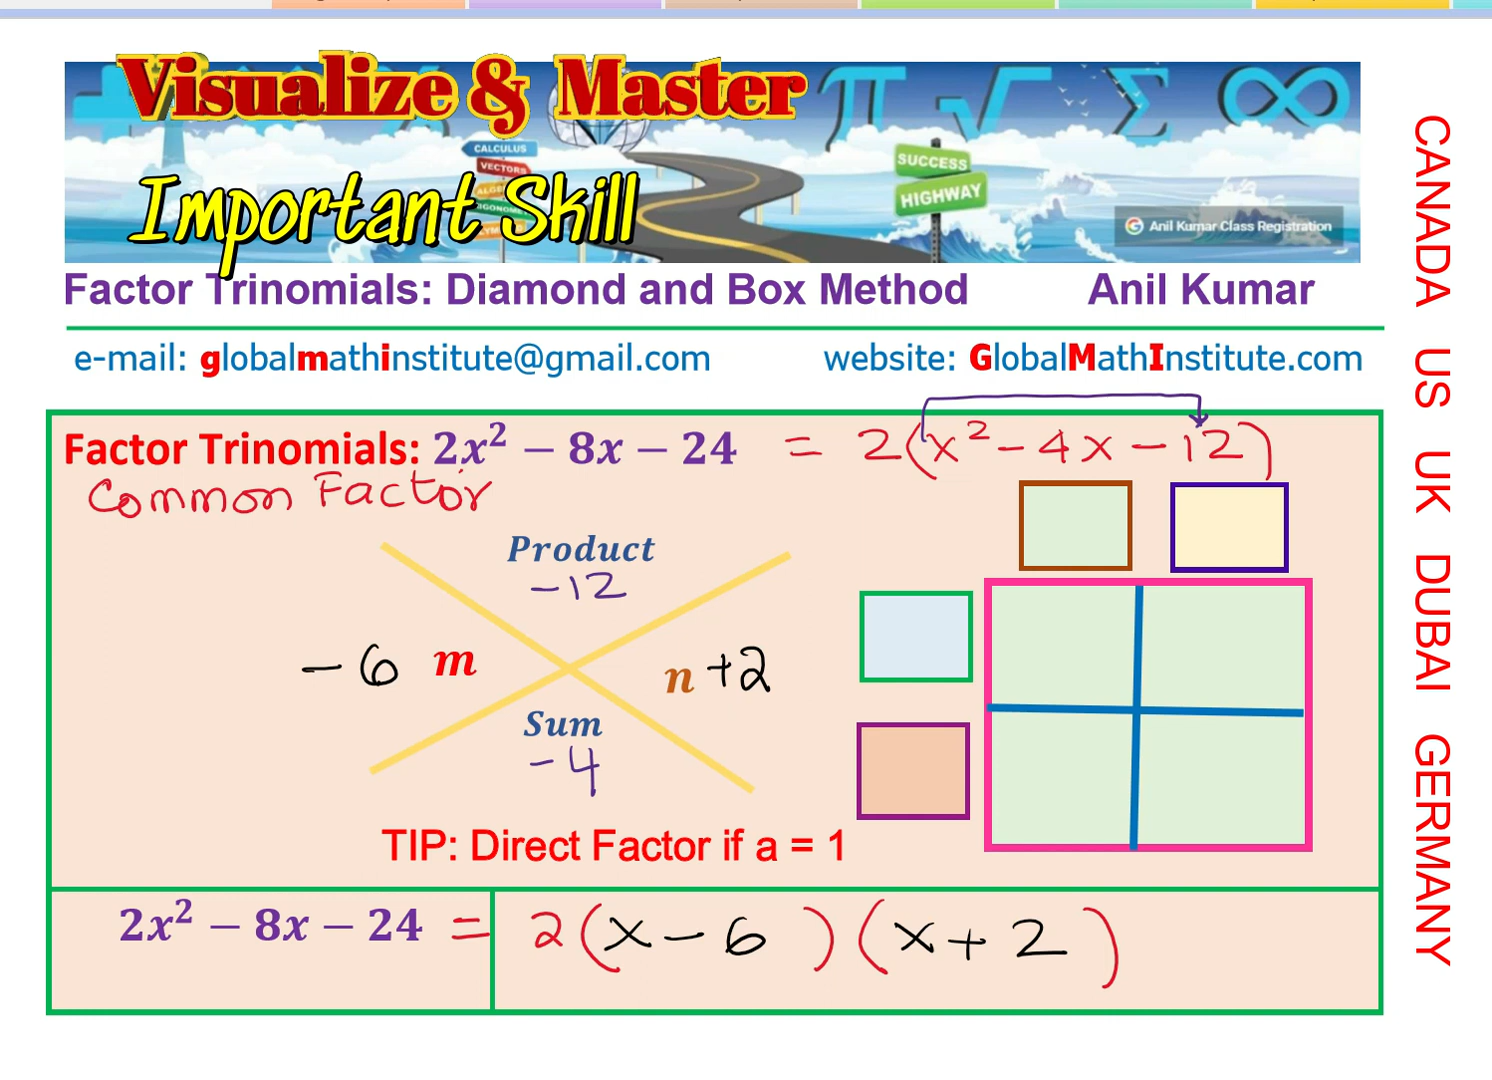 Visualize & Master
CALCULUS
VECTORS
SUCCESS
HIGHWAY
Important Skill
Anil Kumar Class Registration
Factor Trinomials: Diamond and Box Method Anil Kumar
e-mail: globalmathinstitute@gmail.com website: GlobalMathInstitute.com
Factor Trinomials: 2x² − 8x − 24 = 2(x² − 4x − 12)
Common Factor
Product
−12
−6 m n +2
Sum
−4
TIP: Direct Factor if a = 1
2x² − 8x − 24 = 2(x − 6)(x + 2)
CANADA US UK DUBAI GERMANY